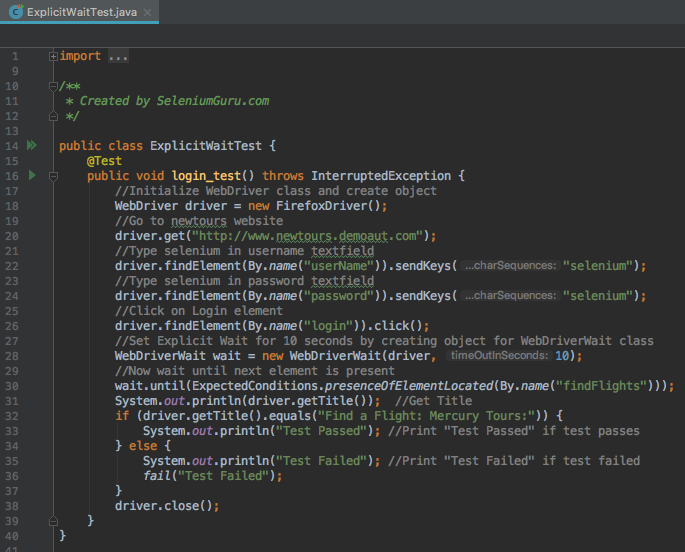 ExplicitWaitTest.java
1 import ...
9
10 /**
11 * Created by SeleniumGuru.com
12 */
13
14 public class ExplicitWaitTest {
15 @Test
16 public void login_test() throws InterruptedException {
17 //Initialize WebDriver class and create object
18 WebDriver driver = new FirefoxDriver();
19 //Go to newtours website
20 driver.get("http://www.newtours.demoaut.com");
21 //Type selenium in username textfield
22 driver.findElement(By.name("userName")).sendKeys( ...charSequences: "selenium");
23 //Type selenium in password textfield
24 driver.findElement(By.name("password")).sendKeys( ...charSequences: "selenium");
25 //Click on Login element
26 driver.findElement(By.name("login")).click();
27 //Set Explicit Wait for 10 seconds by creating object for WebDriverWait class
28 WebDriverWait wait = new WebDriverWait(driver, timeOutInSeconds: 10);
29 //Now wait until next element is present
30 wait.until(ExpectedConditions.presenceOfElementLocated(By.name("findFlights")));
31 System.out.println(driver.getTitle()); //Get Title
32 if (driver.getTitle().equals("Find a Flight: Mercury Tours:")) {
33 System.out.println("Test Passed"); //Print "Test Passed" if test passes
34 } else {
35 System.out.println("Test Failed"); //Print "Test Failed" if test failed
36 fail("Test Failed");
37 }
38 driver.close();
39 }
40 }
41